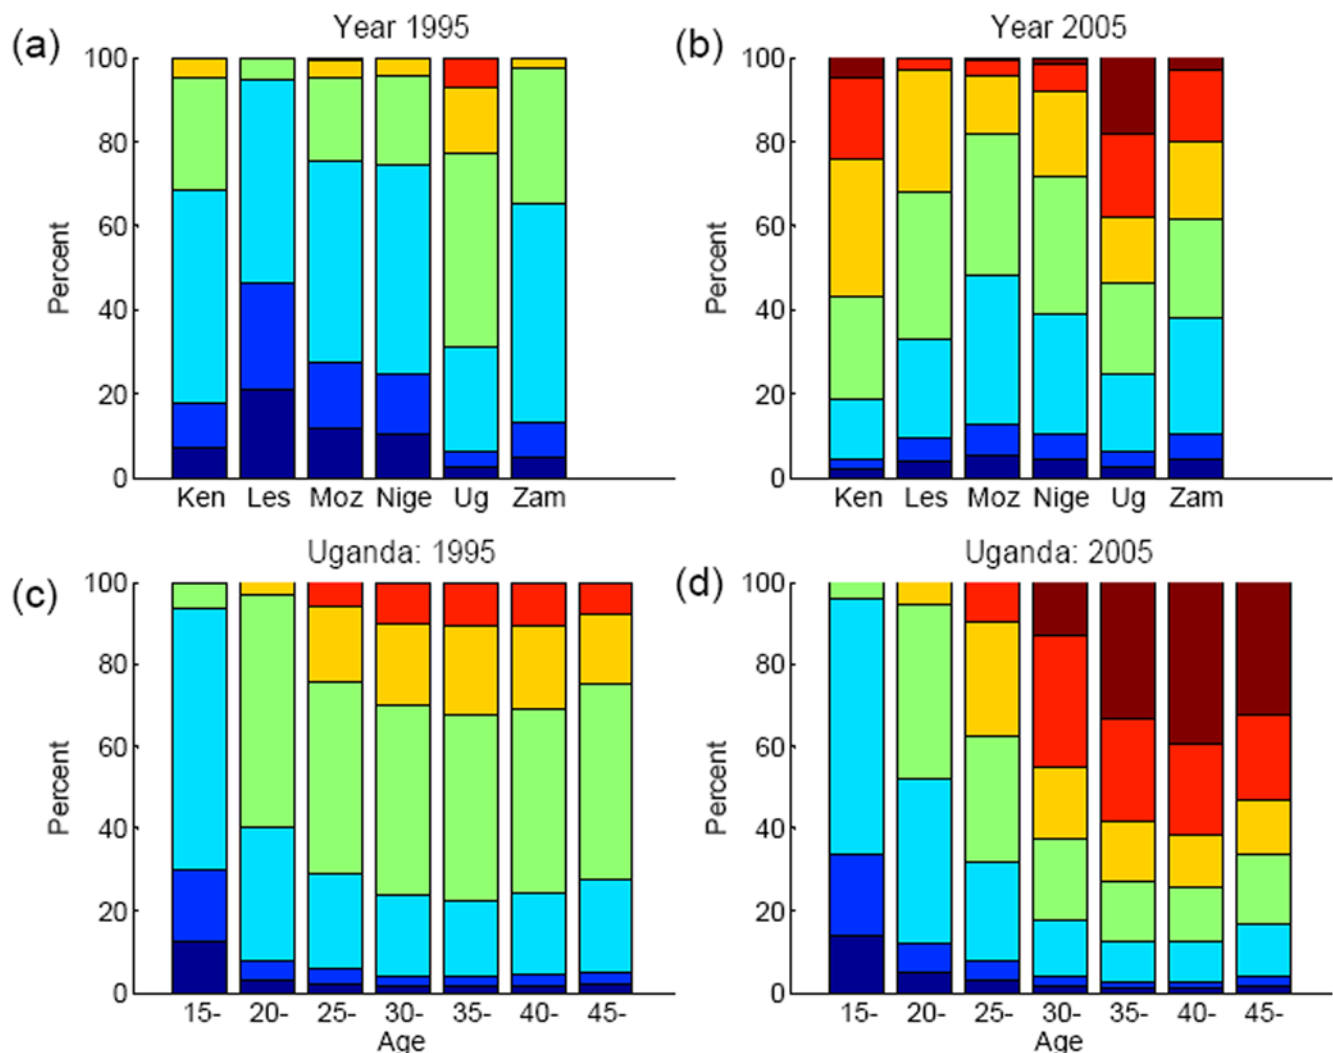 (a)
Year 1995
100
80
60
40
20
0
Percent
Ken Les Moz Nige Ug Zam
(b)
Year 2005
100
80
60
40
20
0
Percent
Ken Les Moz Nige Ug Zam
(c)
Uganda: 1995
100
80
60
40
20
0
Percent
15- 20- 25- 30- 35- 40- 45-
Age
(d)
Uganda: 2005
100
80
60
40
20
0
Percent
15- 20- 25- 30- 35- 40- 45-
Age